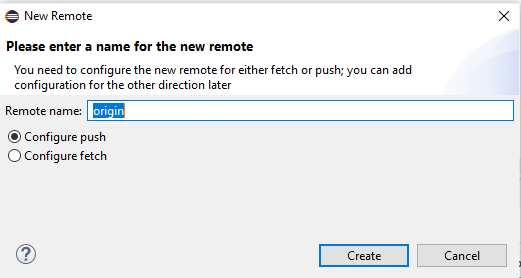 New Remote
Please enter a name for the new remote
You need to configure the new remote for either fetch or push; you can add
configuration for the other direction later
Remote name: origin
Configure push
Configure fetch
? Create Cancel